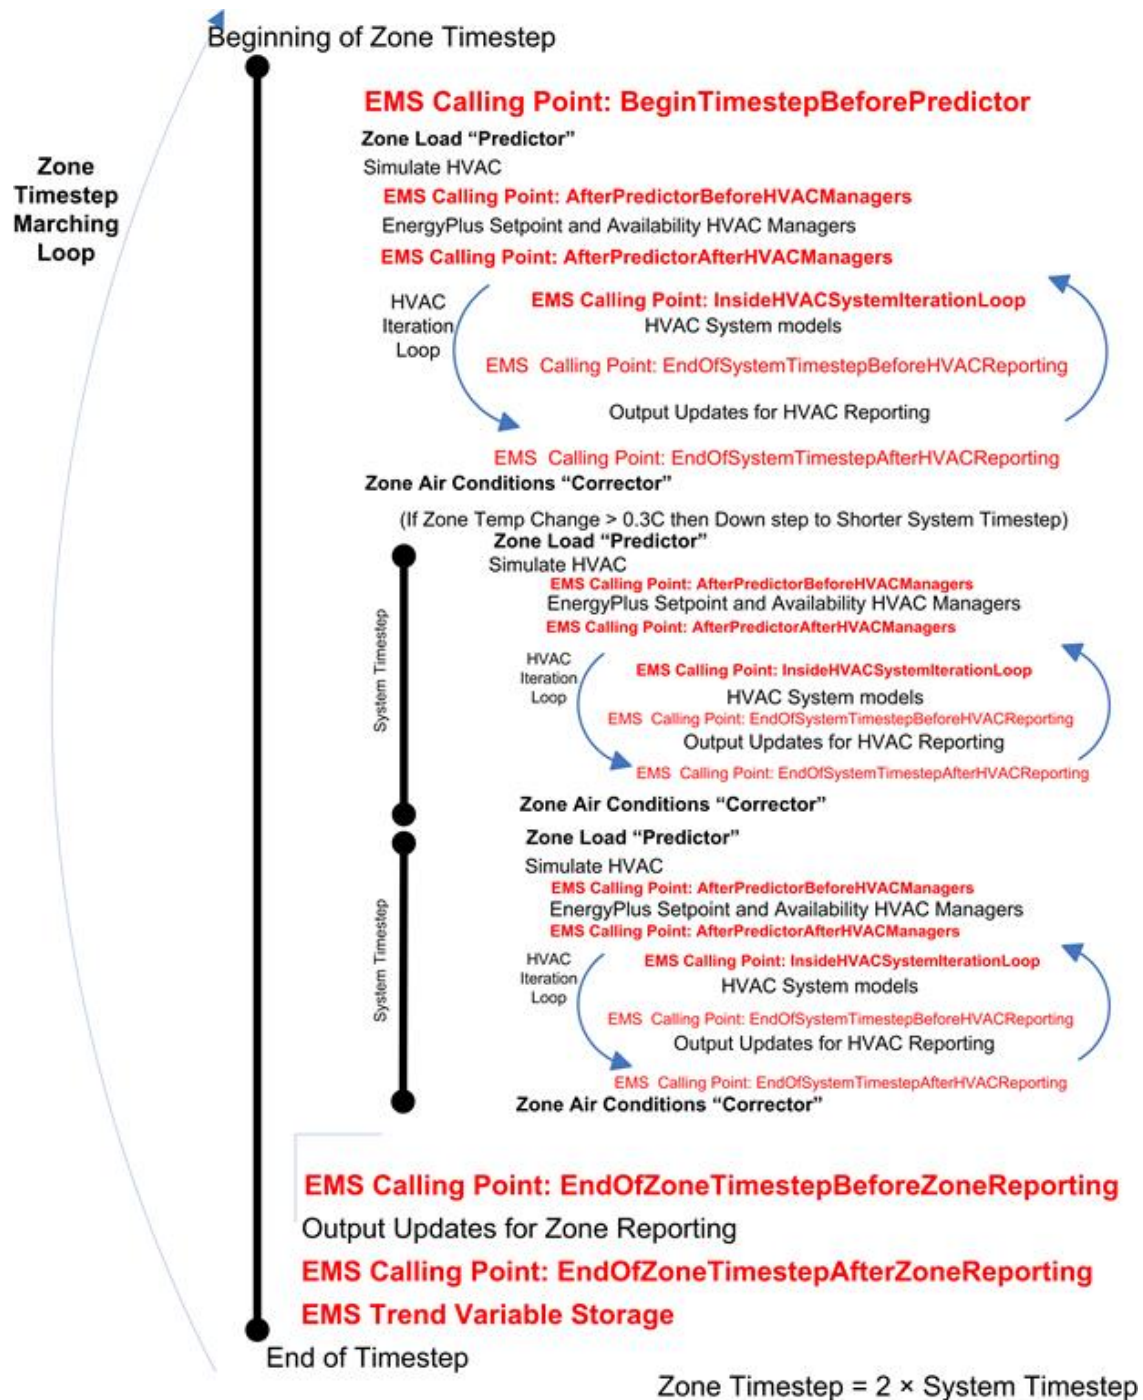 Beginning of Zone Timestep
EMS Calling Point: BeginTimestepBeforePredictor
Zone Load “Predictor”
Simulate HVAC
Zone
Timestep
Marching
Loop
EMS Calling Point: AfterPredictorBeforeHVACManagers
EnergyPlus Setpoint and Availability HVAC Managers
EMS Calling Point: AfterPredictorAfterHVACManagers
HVAC
Iteration
Loop
EMS Calling Point: InsideHVACSystemIterationLoop
HVAC System models
EMS Calling Point: EndOfSystemTimestepBeforeHVACReporting
Output Updates for HVAC Reporting
EMS Calling Point: EndOfSystemTimestepAfterHVACReporting
Zone Air Conditions “Corrector”
(If Zone Temp Change > 0.3C then Down step to Shorter System Timestep)
Zone Load “Predictor”
Simulate HVAC
EMS Calling Point: AfterPredictorBeforeHVACManagers
EnergyPlus Setpoint and Availability HVAC Managers
EMS Calling Point: AfterPredictorAfterHVACManagers
System Timestep
HVAC
Iteration
Loop
EMS Calling Point: InsideHVACSystemIterationLoop
HVAC System models
EMS Calling Point: EndOfSystemTimestepBeforeHVACReporting
Output Updates for HVAC Reporting
EMS Calling Point: EndOfSystemTimestepAfterHVACReporting
Zone Air Conditions “Corrector”
Zone Load “Predictor”
Simulate HVAC
EMS Calling Point: AfterPredictorBeforeHVACManagers
EnergyPlus Setpoint and Availability HVAC Managers
EMS Calling Point: AfterPredictorAfterHVACManagers
System Timestep
HVAC
Iteration
Loop
EMS Calling Point: InsideHVACSystemIterationLoop
HVAC System models
EMS Calling Point: EndOfSystemTimestepBeforeHVACReporting
Output Updates for HVAC Reporting
EMS Calling Point: EndOfSystemTimestepAfterHVACReporting
Zone Air Conditions “Corrector”
EMS Calling Point: EndOfZoneTimestepBeforeZoneReporting
Output Updates for Zone Reporting
EMS Calling Point: EndOfZoneTimestepAfterZoneReporting
EMS Trend Variable Storage
End of Timestep
Zone Timestep = 2 × System Timestep